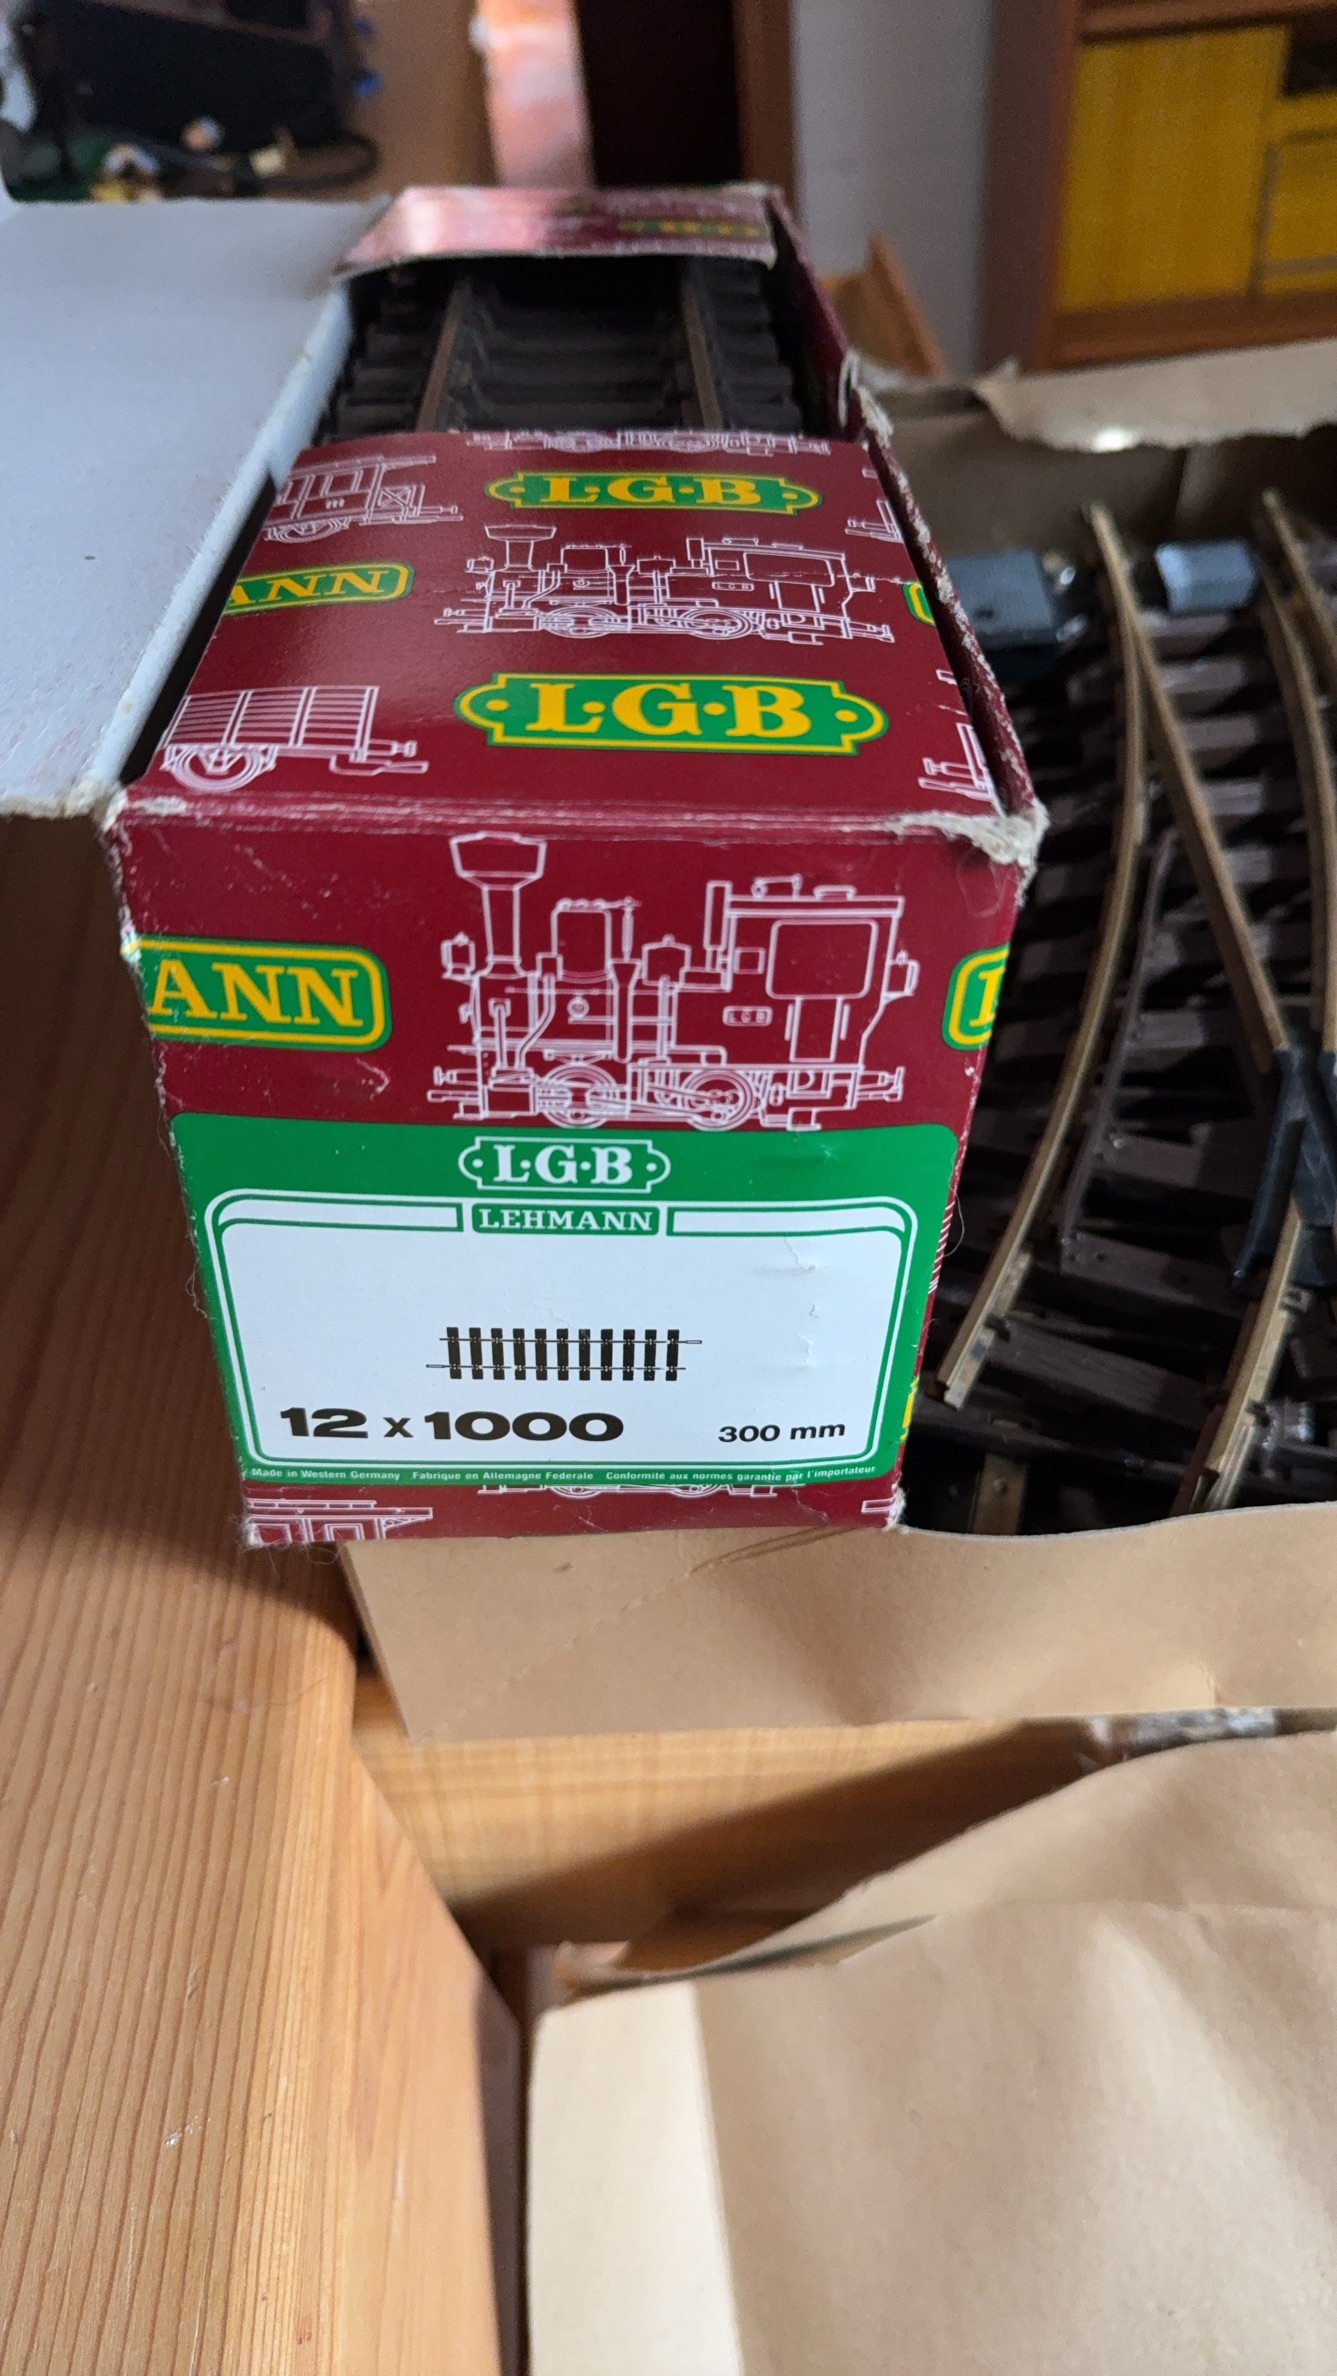 L·G·B
ANN
L·G·B
ANN
LGB
L·G·B
LEHMANN
12 x 1000
300 mm
Made in Western Germany Fabrique en Allemagne Federale Conformité aux normes garantie par l'importateur